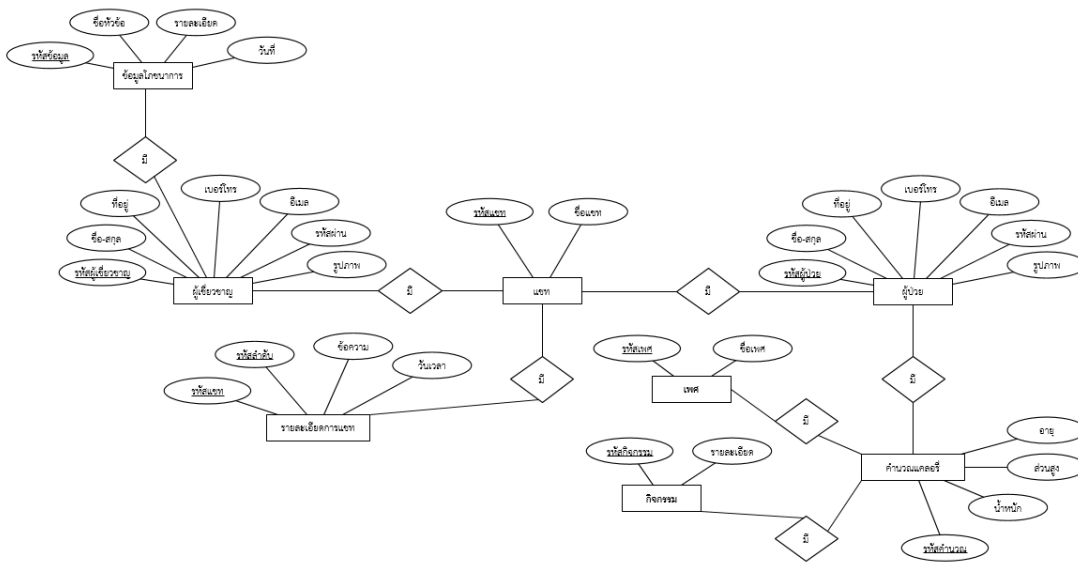 ชื่อหัวข้อ
รายละเอียด
รหัสข้อมูล
วันที่
ข้อมูลโภชนาการ
มี
เบอร์โทร
ที่อยู่
อีเมล
ชื่อ-สกุล
รหัสผ่าน
รหัสผู้เชี่ยวชาญ
รูปภาพ
ผู้เชี่ยวชาญ
มี
รหัสแชท
ชื่อแชท
แชท
มี
เบอร์โทร
ที่อยู่
อีเมล
ชื่อ-สกุล
รหัสผ่าน
รหัสผู้ป่วย
รูปภาพ
ผู้ป่วย
รหัสลำดับ
ข้อความ
วันเวลา
รหัสแชท
รายละเอียดการแชท
มี
รหัสเพศ
ชื่อเพศ
เพศ
มี
มี
รหัสกิจกรรม
รายละเอียด
กิจกรรม
มี
คำนวณแคลอรี่
อายุ
ส่วนสูง
น้ำหนัก
รหัสคำนวณ